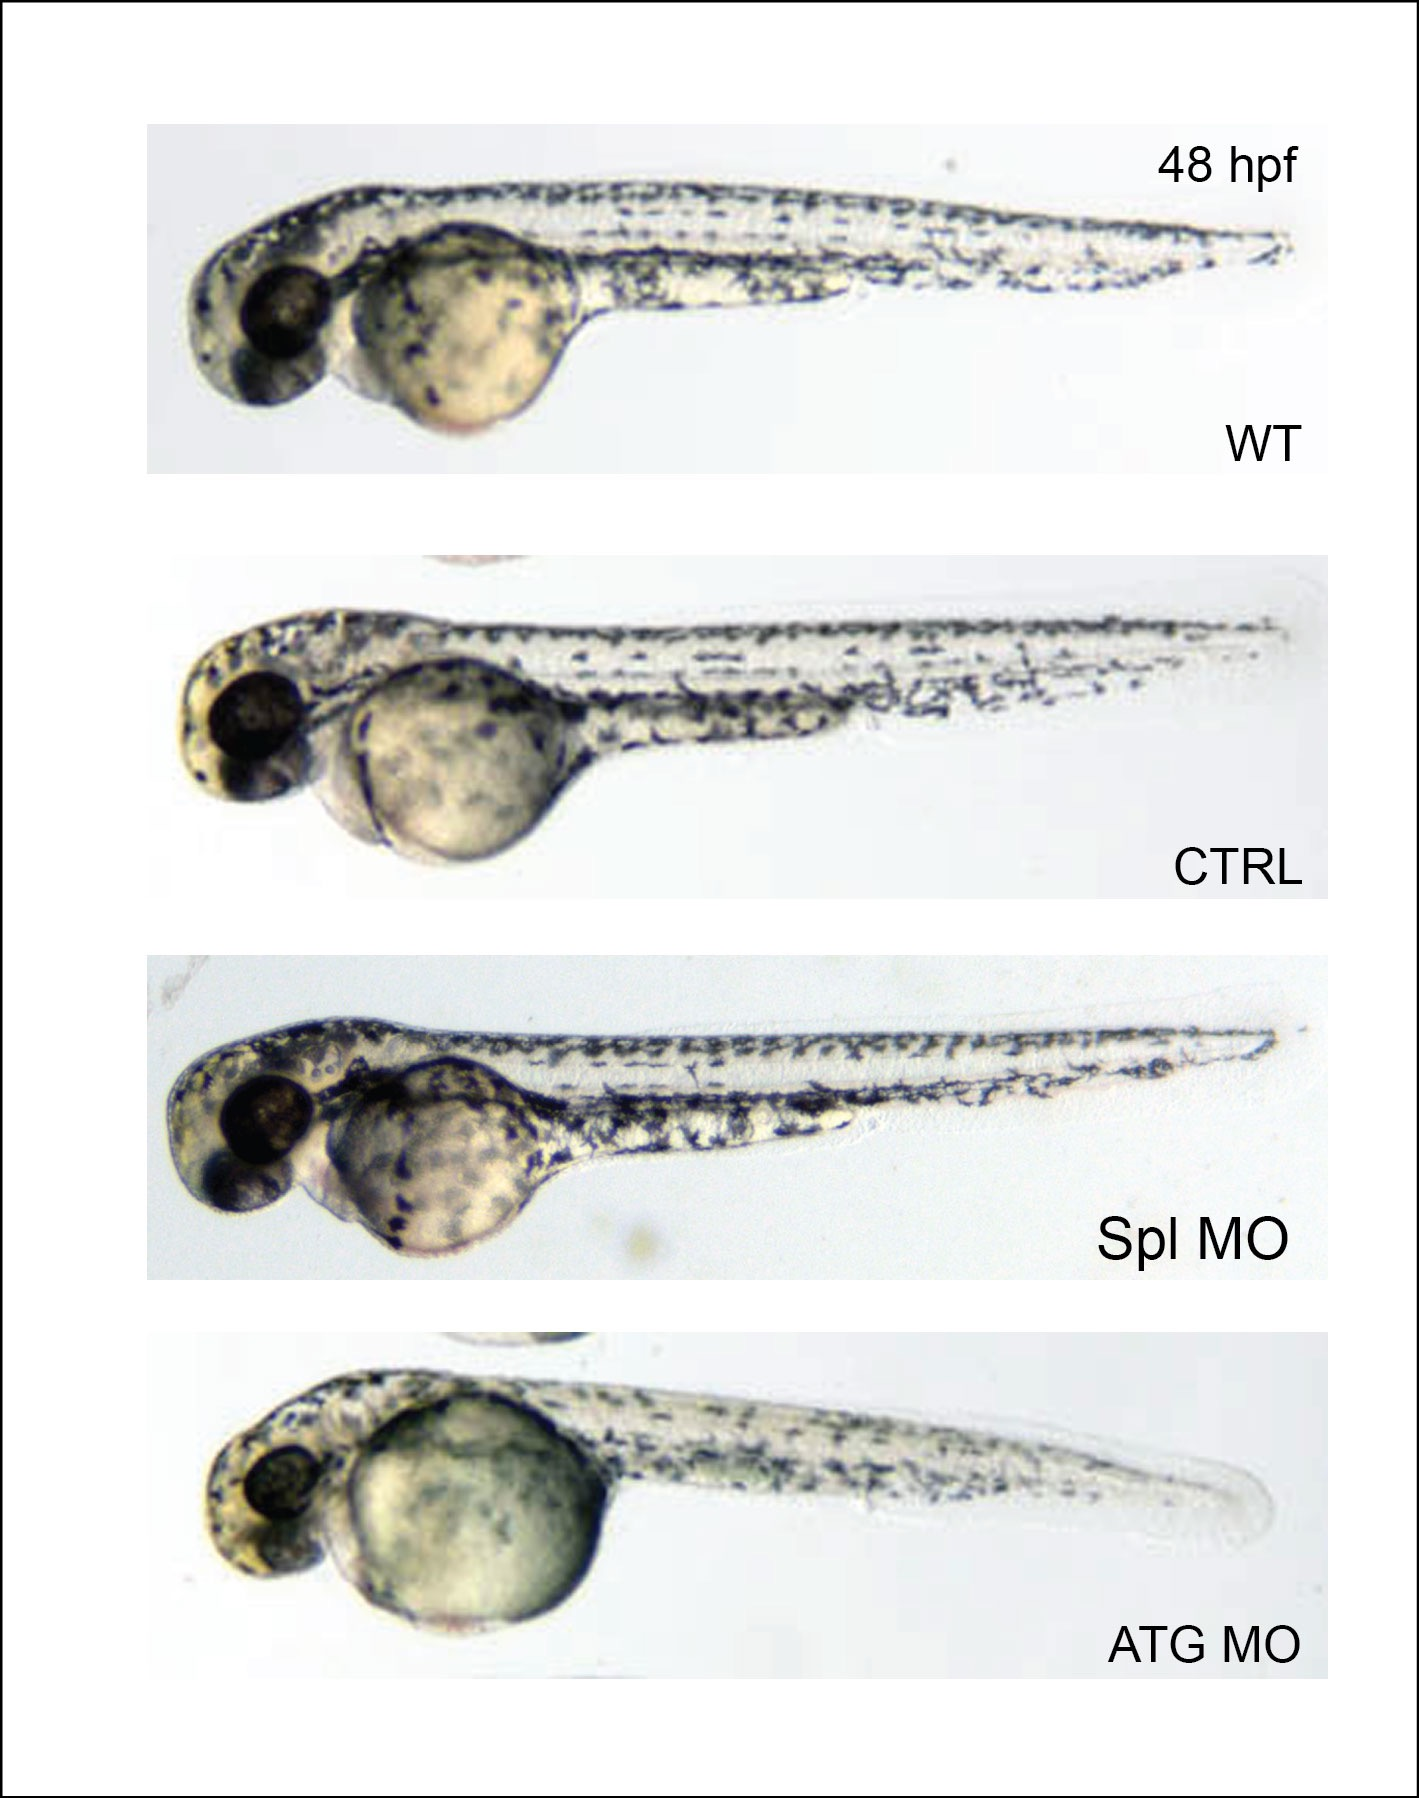 48 hpf
WT
CTRL
Spl MO
ATG MO